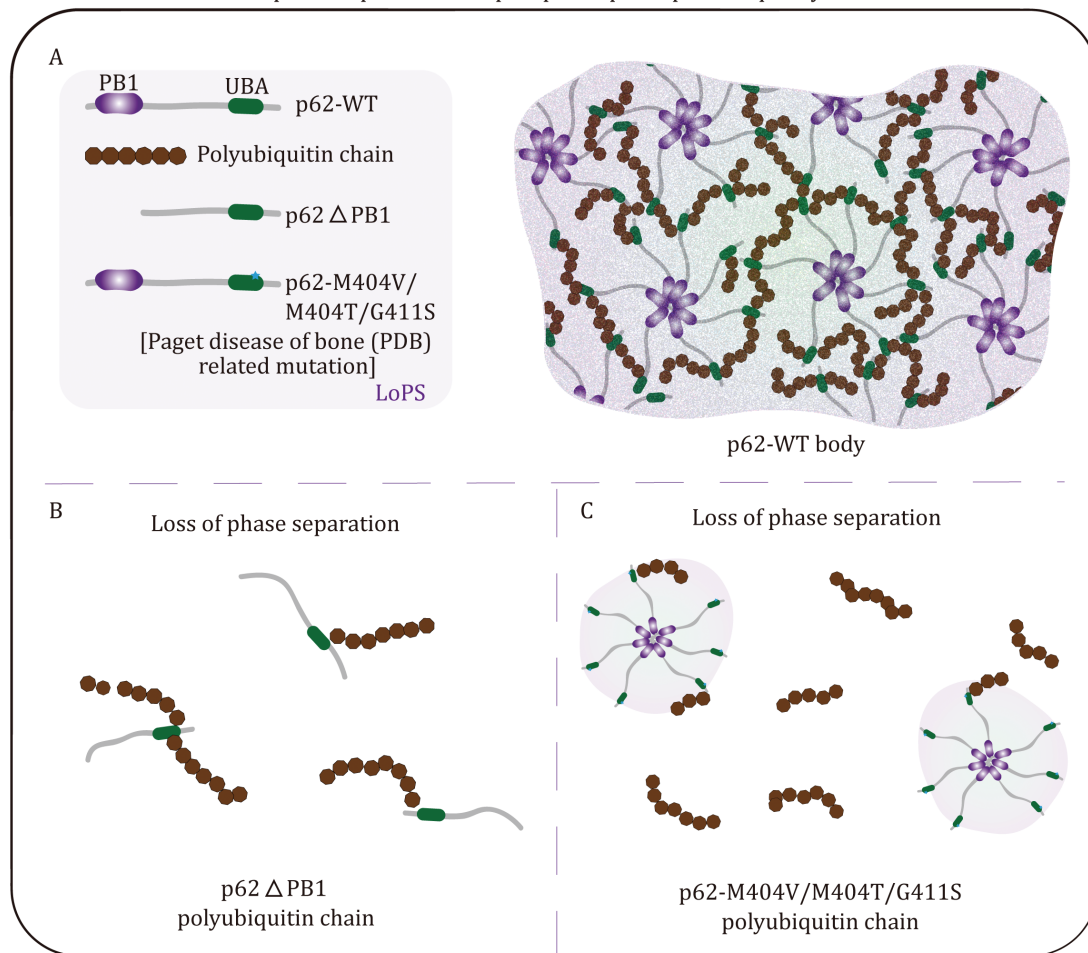 A
PB1
UBA
p62-WT
Polyubiquitin chain
p62 △ PB1
p62-M404V/
M404T/G411S
[Paget disease of bone (PDB)
related mutation]
LoPS
p62-WT body
B
Loss of phase separation
p62 △ PB1
polyubiquitin chain
C
Loss of phase separation
p62-M404V/M404T/G411S
polyubiquitin chain